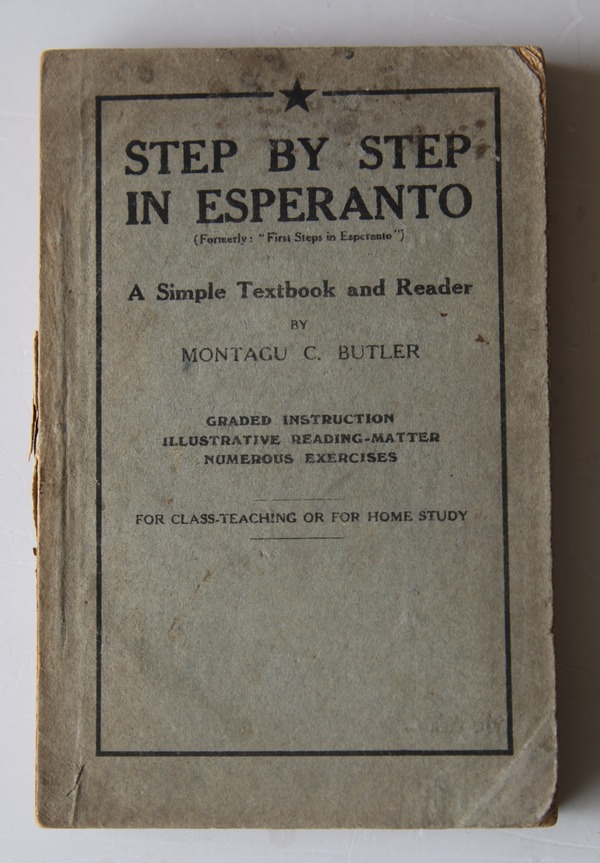 STEP BY STEP
IN ESPERANTO
(Formerly: "First Steps in Esperanto")
A Simple Textbook and Reader
BY
MONTAGU C. BUTLER
GRADED INSTRUCTION
ILLUSTRATIVE READING-MATTER
NUMEROUS EXERCISES
FOR CLASS-TEACHING OR FOR HOME STUDY